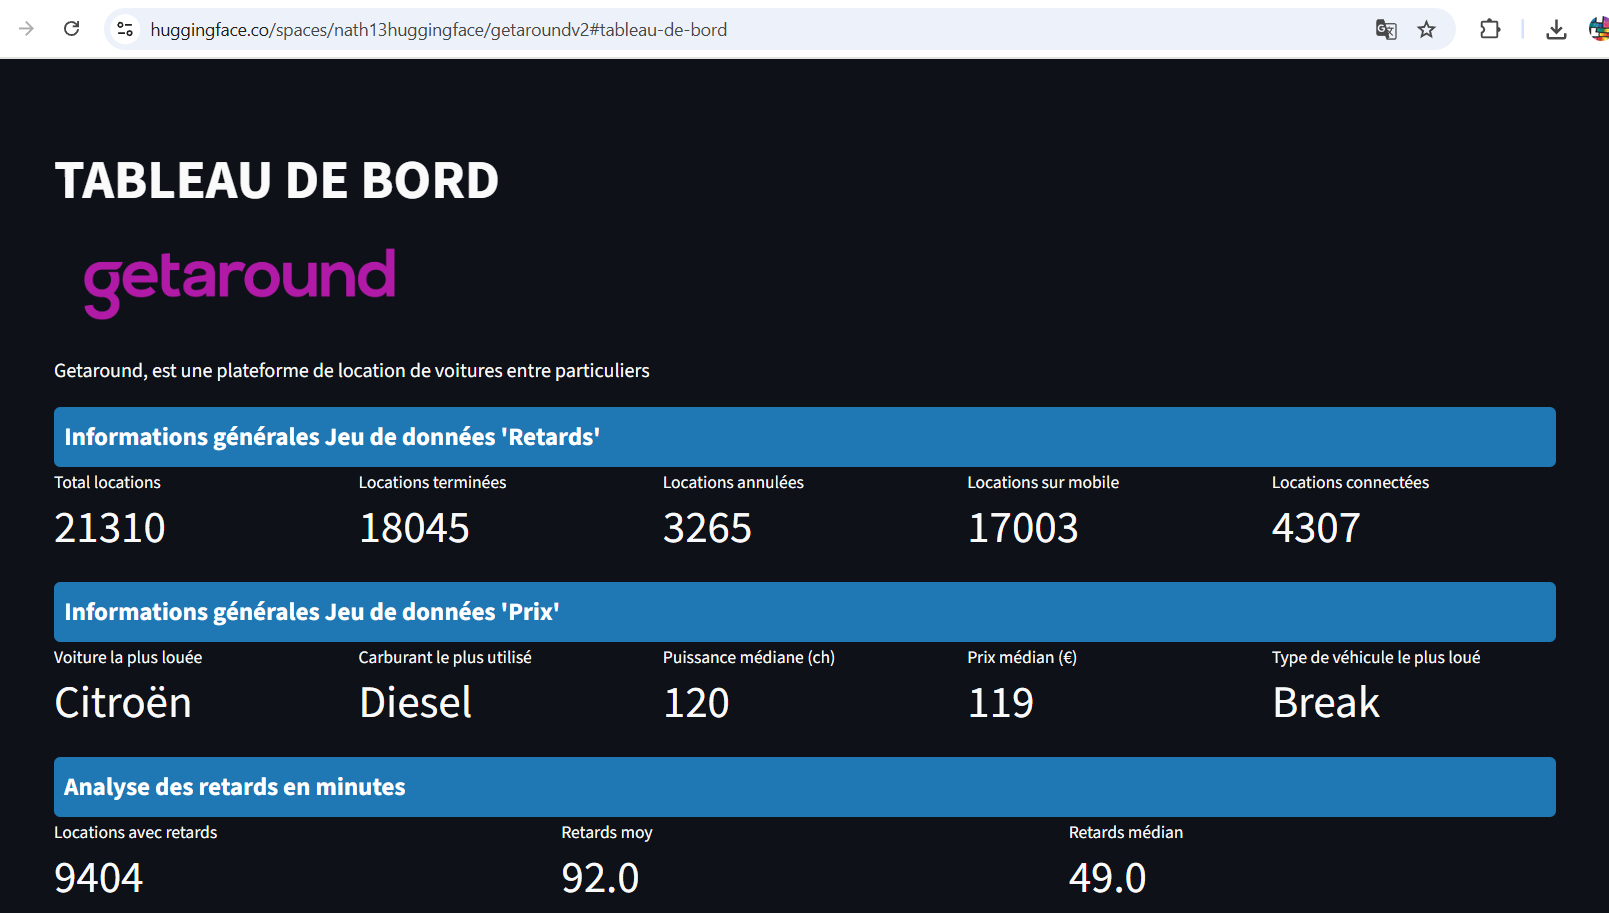 huggingface.co/spaces/nath13huggingface/getaroundv2#tableau-de-bord
TABLEAU DE BORD
getaround
Getaround, est une plateforme de location de voitures entre particuliers
Informations générales Jeu de données 'Retards'
Total locations Locations terminées Locations annulées Locations sur mobile Locations connectées
21310 18045 3265 17003 4307
Informations générales Jeu de données 'Prix'
Voiture la plus louée Carburant le plus utilisé Puissance médiane (ch) Prix médian (€) Type de véhicule le plus loué
Citroën Diesel 120 119 Break
Analyse des retards en minutes
Locations avec retards Retards moy Retards médian
9404 92.0 49.0